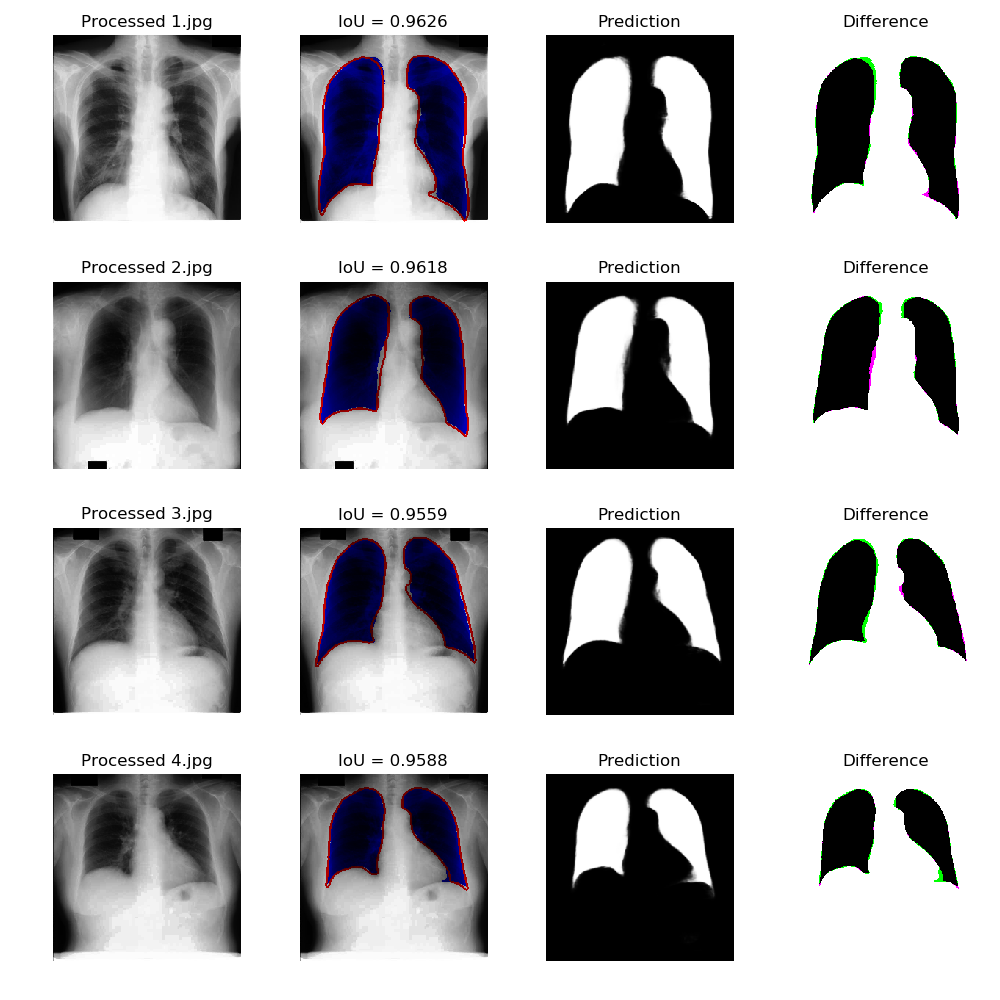 Processed 1.jpg
IoU = 0.9626
Prediction
Difference
Processed 2.jpg
IoU = 0.9618
Prediction
Difference
Processed 3.jpg
IoU = 0.9559
Prediction
Difference
Processed 4.jpg
IoU = 0.9588
Prediction
Difference